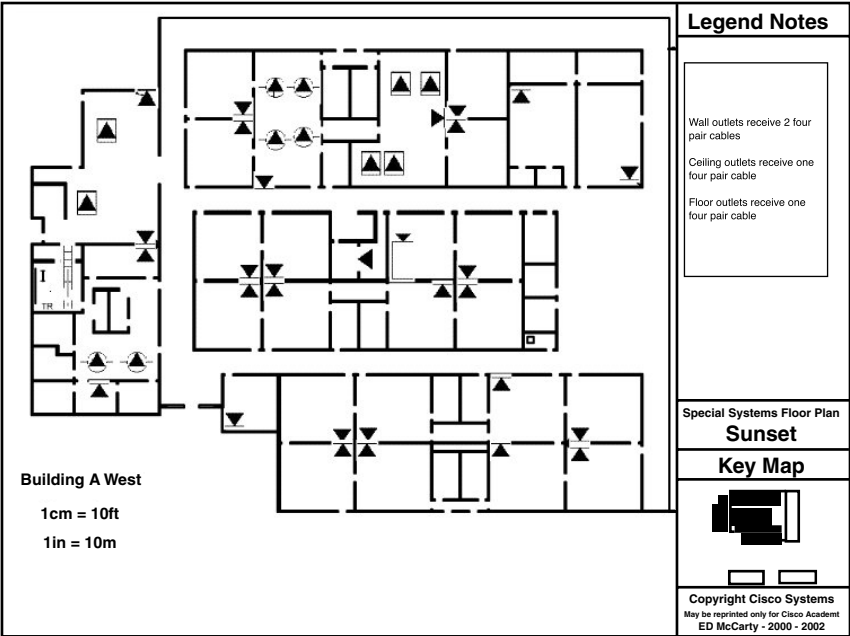 Legend Notes
Wall outlets receive 2 four
pair cables
Ceiling outlets receive one
four pair cable
Floor outlets receive one
four pair cable
I
TR
Building A West
1cm = 10ft
1in = 10m
Special Systems Floor Plan
Sunset
Key Map
Copyright Cisco Systems
May be reprinted only for Cisco Academt
ED McCarty - 2000 - 2002